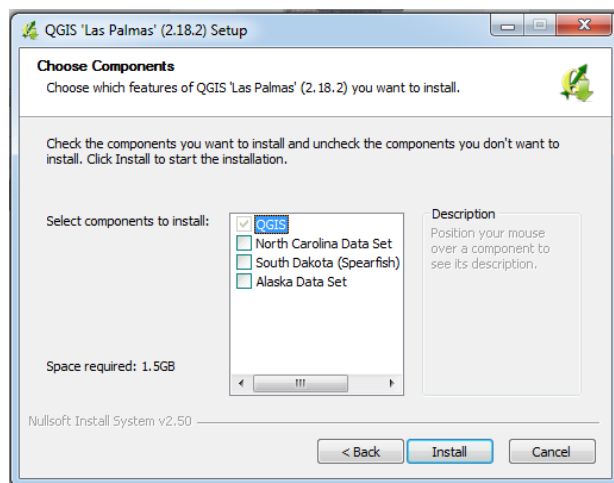 QGIS 'Las Palmas' (2.18.2) Setup
Choose Components
Choose which features of QGIS 'Las Palmas' (2.18.2) you want to install.
Check the components you want to install and uncheck the components you don't want to
install. Click Install to start the installation.
Select components to install:
QGIS
North Carolina Data Set
South Dakota (Spearfish)
Alaska Data Set
Description
Position your mouse
over a component to
see its description.
Space required: 1.5GB
Nullsoft Install System v2.50
< Back
Install
Cancel